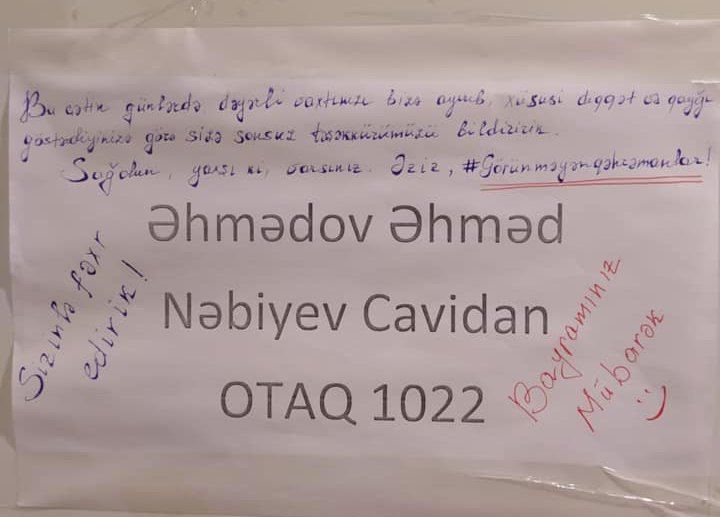 Bu çətin günlərdə dəyərli vaxtınızı bizə ayırıb, xüsusi diqqət və qayğı
göstərdiyinizə görə sizə sonsuz təşəkkürümüzü bildiririk.
Sağolun, yaxşı ki, varsınız. Əziz, #Görünməyənqəhrəmanlar!
Əhmədov Əhməd
Nəbiyev Cavidan
OTAQ 1022
Sizinlə fəxr
edirik!
Bayramınız
Mübarək
:)